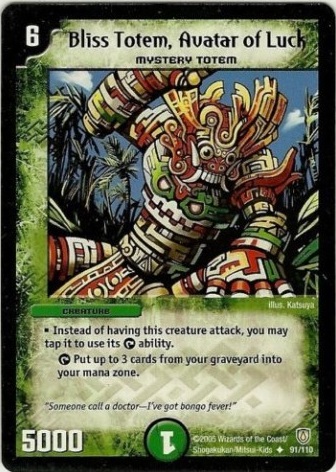 6
Bliss Totem, Avatar of Luck
MYSTERY TOTEM
Illus. Katsuya
CREATURE
▪ Instead of having this creature attack, you may
tap it to use its ability.
Put up to 3 cards from your graveyard into
your mana zone.
"Someone call a doctor—I've got bongo fever!"
5000
1
©2005 Wizards of the Coast/
Shogakukan/Mitsui-Kids ♦ 91/110